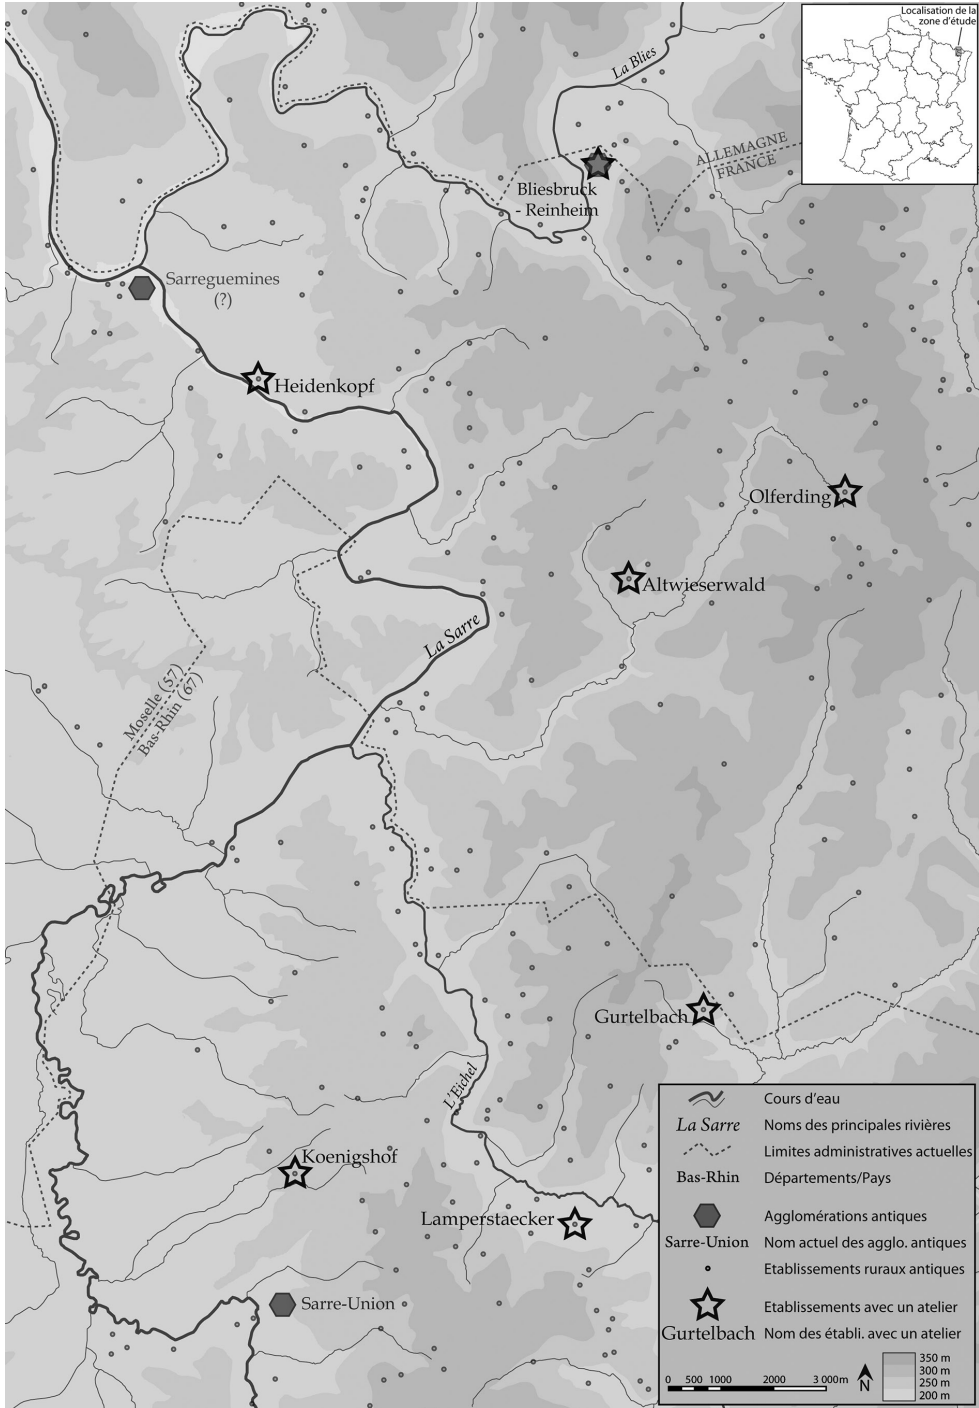 Localisation de la
zone d'étude
La Blies
ALLEMAGNE
FRANCE
Bliesbruck
- Reinheim
Sarreguemines
(?)
Heidenkopf
Olferding
Altwieserwald
La Sarre
Moselle (57)
Bas-Rhin (67)
Gurtelbach
L'Eichel
Koenigshof
Lamperstaecker
Sarre-Union
Cours d'eau
La Sarre Noms des principales rivières
Limites administratives actuelles
Bas-Rhin Départements/Pays
Agglomérations antiques
Sarre-Union Nom actuel des agglo. antiques
Etablissements ruraux antiques
Etablissements avec un atelier
Gurtelbach Nom des établi. avec un atelier
0 500 1000 2000 3 000m
N
350 m
300 m
250 m
200 m